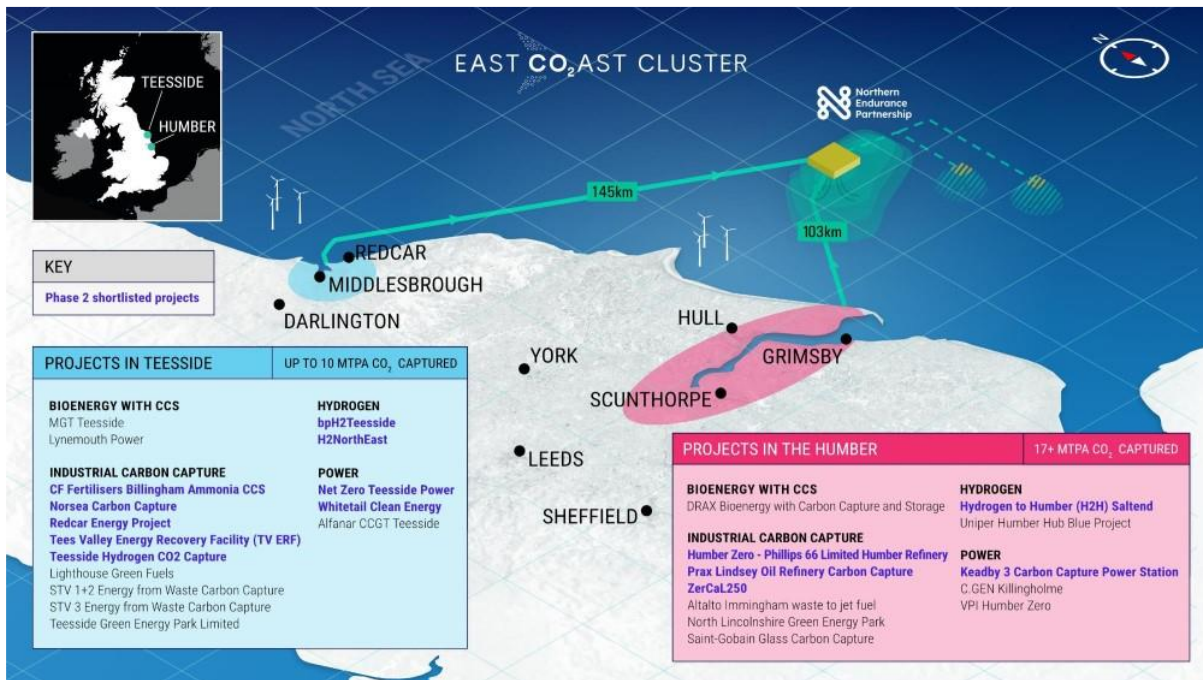 EAST CO₂AST CLUSTER
N
NORTH SEA
Northern
Endurance
Partnership
TEESSIDE
HUMBER
145km
103km
KEY
Phase 2 shortlisted projects
REDCAR
MIDDLESBROUGH
DARLINGTON
HULL
GRIMSBY
YORK
SCUNTHORPE
LEEDS
SHEFFIELD
PROJECTS IN TEESSIDE
UP TO 10 MTPA CO₂ CAPTURED
BIOENERGY WITH CCS
MGT Teesside
Lynemouth Power
INDUSTRIAL CARBON CAPTURE
CF Fertilisers Billingham Ammonia CCS
Norsea Carbon Capture
Redcar Energy Project
Tees Valley Energy Recovery Facility (TV ERF)
Teesside Hydrogen CO2 Capture
Lighthouse Green Fuels
STV 1+2 Energy from Waste Carbon Capture
STV 3 Energy from Waste Carbon Capture
Teesside Green Energy Park Limited
HYDROGEN
bpH2Teesside
H2NorthEast
POWER
Net Zero Teesside Power
Whitetail Clean Energy
Alfanar CCGT Teesside
PROJECTS IN THE HUMBER
17+ MTPA CO₂ CAPTURED
BIOENERGY WITH CCS
DRAX Bioenergy with Carbon Capture and Storage
INDUSTRIAL CARBON CAPTURE
Humber Zero - Phillips 66 Limited Humber Refinery
Prax Lindsey Oil Refinery Carbon Capture
ZerCaL250
Altalto Immingham waste to jet fuel
North Lincolnshire Green Energy Park
Saint-Gobain Glass Carbon Capture
HYDROGEN
Hydrogen to Humber (H2H) Saltend
Uniper Humber Hub Blue Project
POWER
Keadby 3 Carbon Capture Power Station
C.GEN Killingholme
VPI Humber Zero